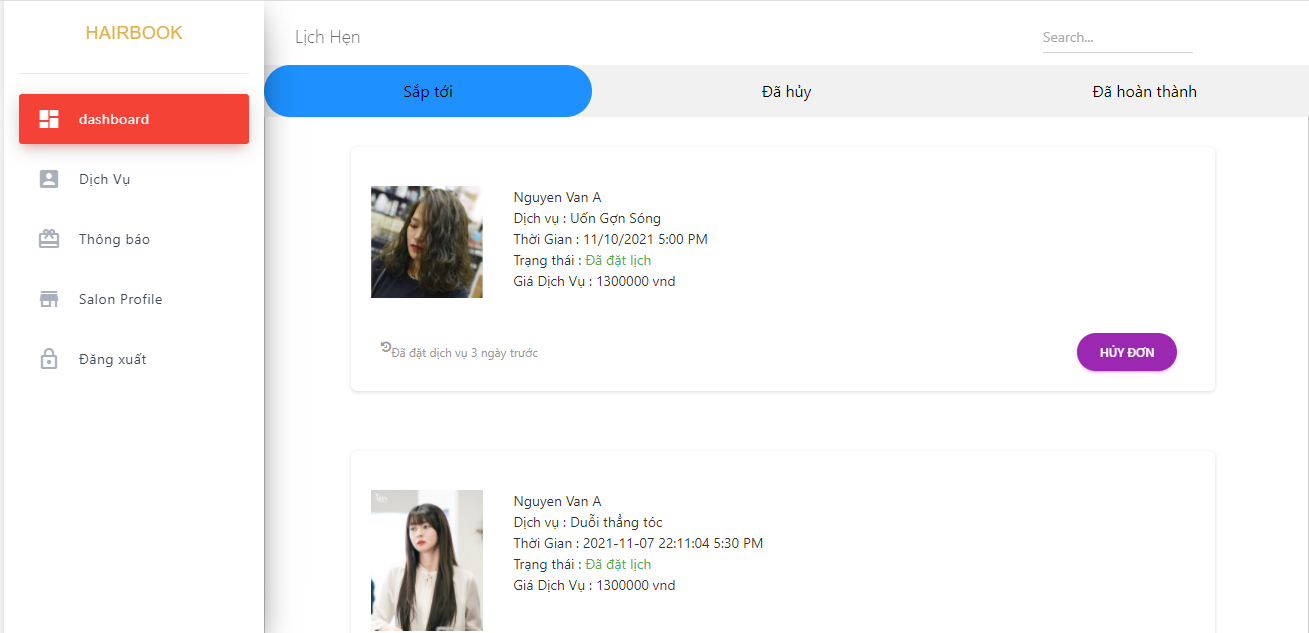 HAIRBOOK
Lịch Hẹn
Search...
dashboard
Dịch Vụ
Thông báo
Salon Profile
Đăng xuất
Sắp tới
Đã hủy
Đã hoàn thành
Nguyen Van A
Dịch vụ : Uốn Gợn Sóng
Thời Gian : 11/10/2021 5:00 PM
Trạng thái : Đã đặt lịch
Giá Dịch Vụ : 1300000 vnd
Đã đặt dịch vụ 3 ngày trước
HỦY ĐƠN
Nguyen Van A
Dịch vụ : Duỗi thẳng tóc
Thời Gian : 2021-11-07 22:11:04 5:30 PM
Trạng thái : Đã đặt lịch
Giá Dịch Vụ : 1300000 vnd